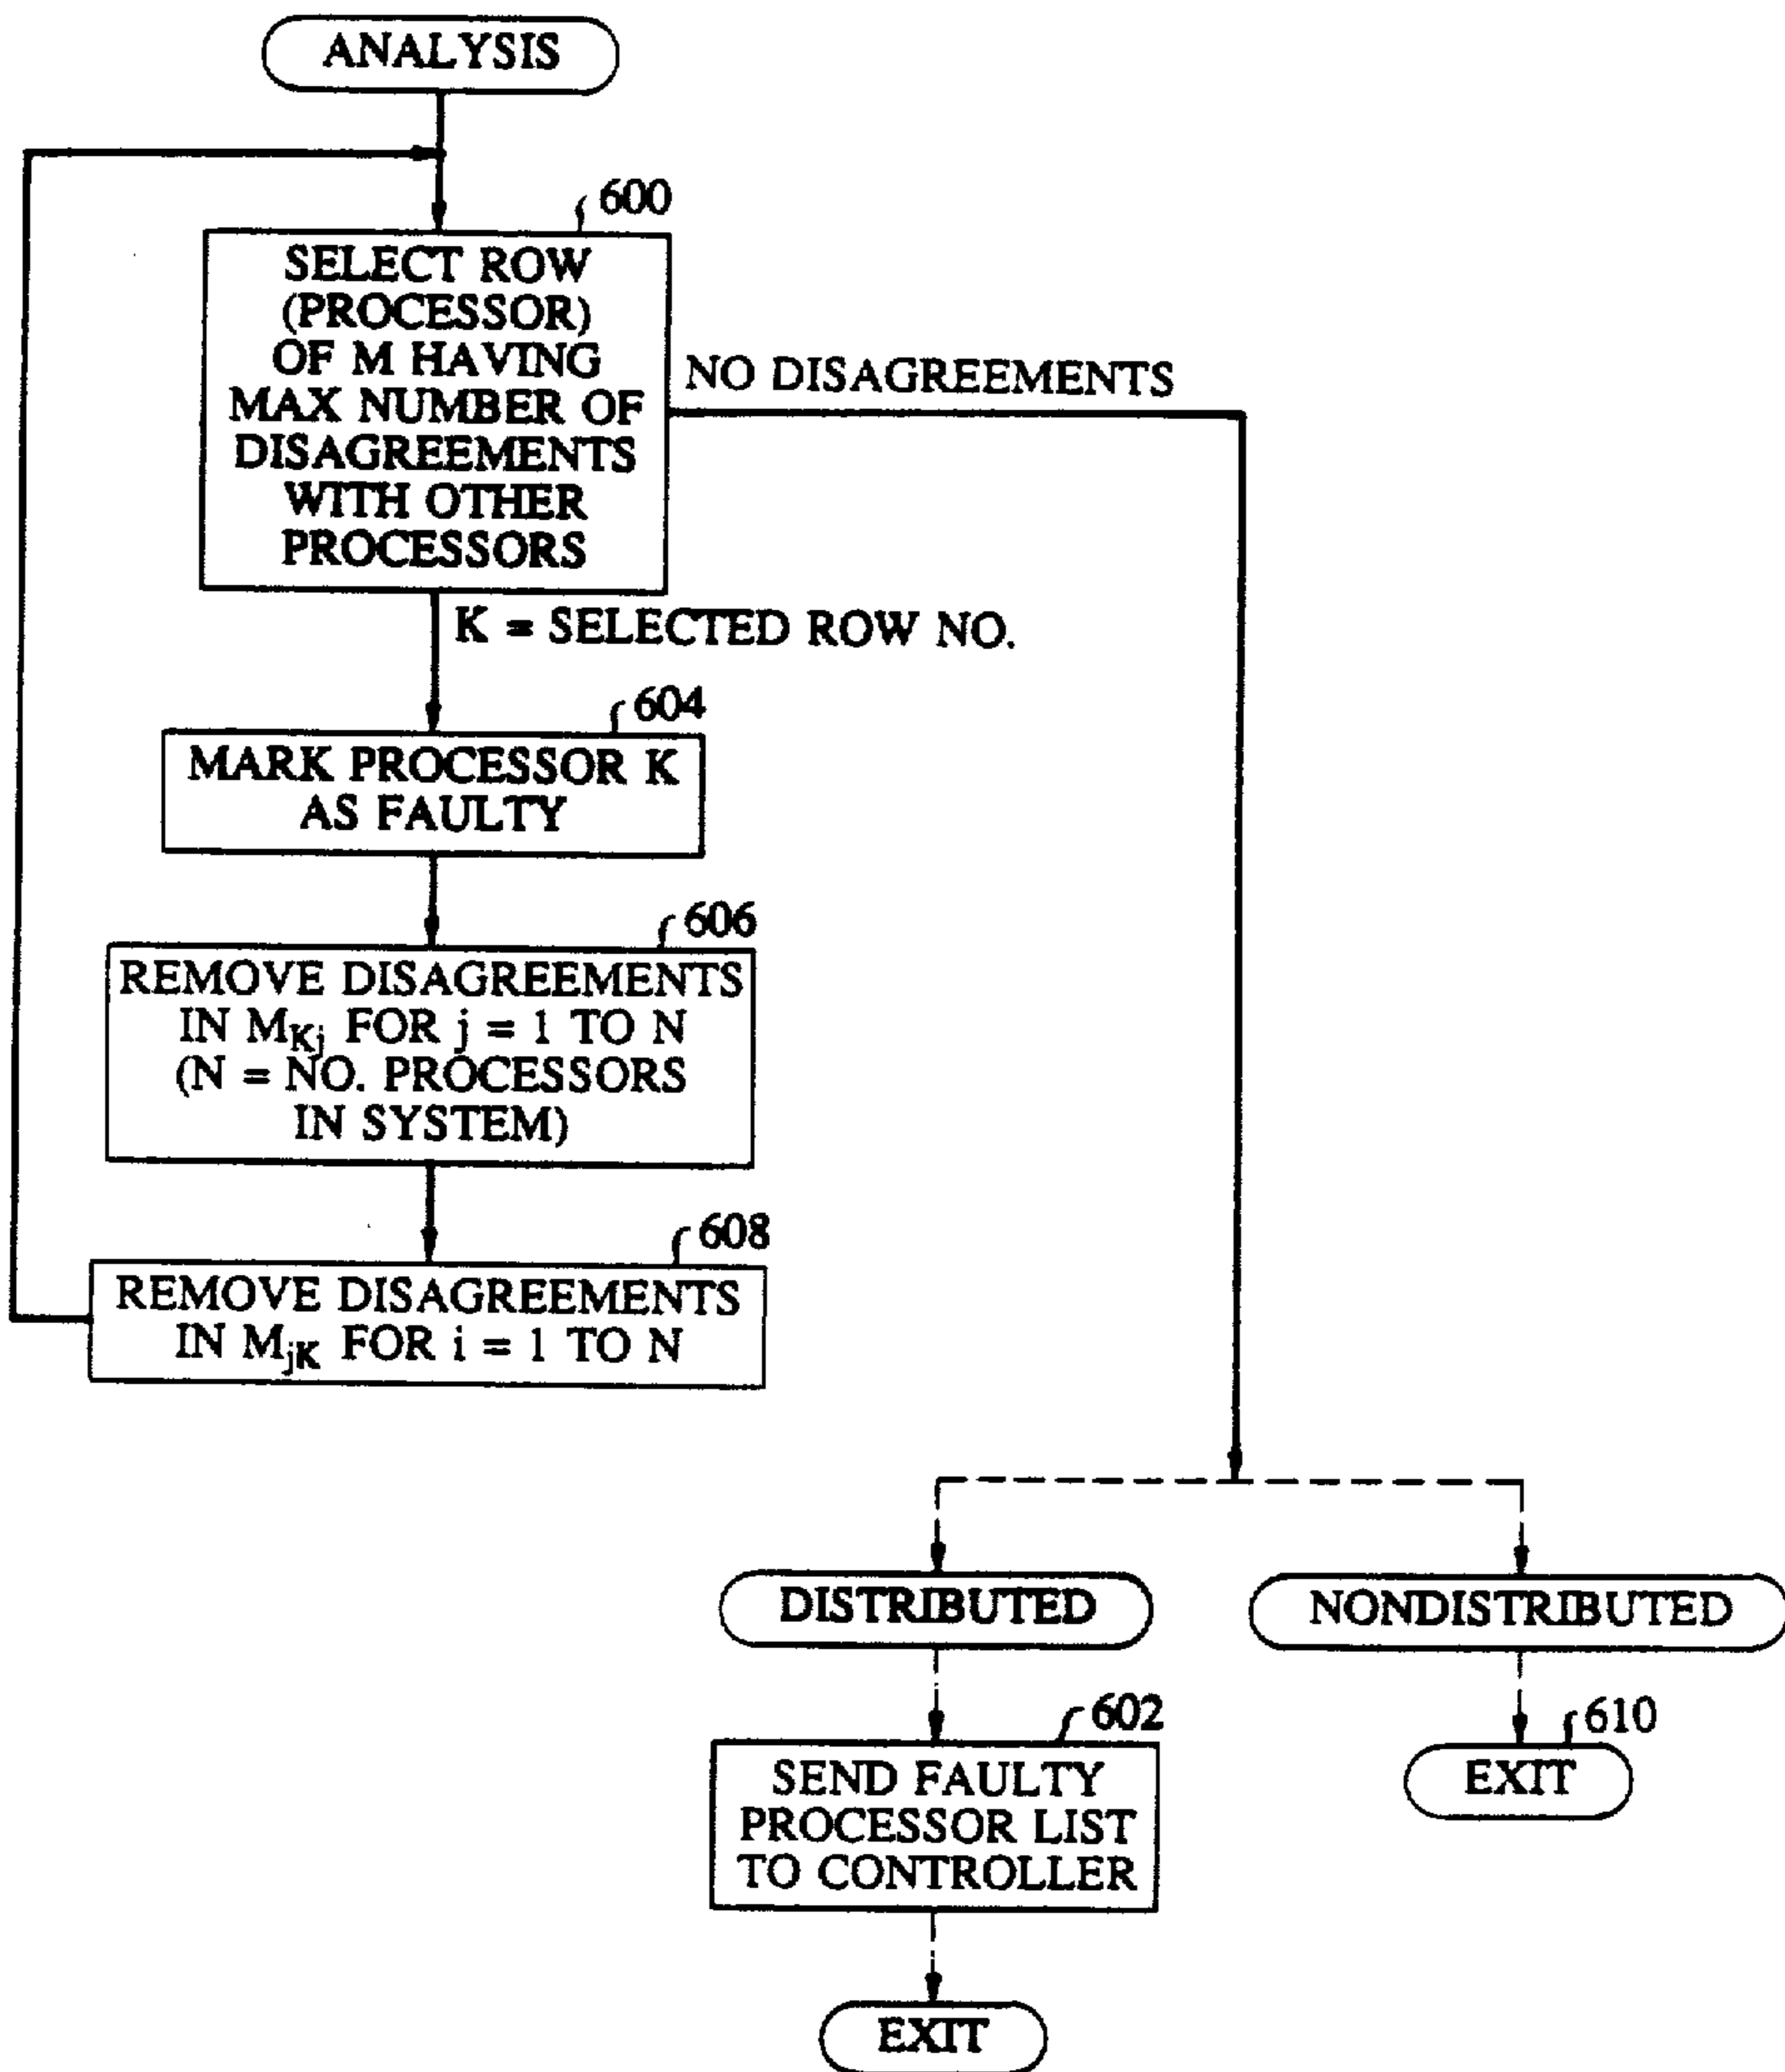 ANALYSIS
600
SELECT ROW
(PROCESSOR)
OF M HAVING
MAX NUMBER OF
DISAGREEMENTS
WITH OTHER
PROCESSORS
NO DISAGREEMENTS
K = SELECTED ROW NO.
604
MARK PROCESSOR K
AS FAULTY
606
REMOVE DISAGREEMENTS
IN MKj FOR j = 1 TO N
(N = NO. PROCESSORS
IN SYSTEM)
608
REMOVE DISAGREEMENTS
IN MjK FOR i = 1 TO N
DISTRIBUTED
NONDISTRIBUTED
602
SEND FAULTY
PROCESSOR LIST
TO CONTROLLER
610
EXIT
EXIT